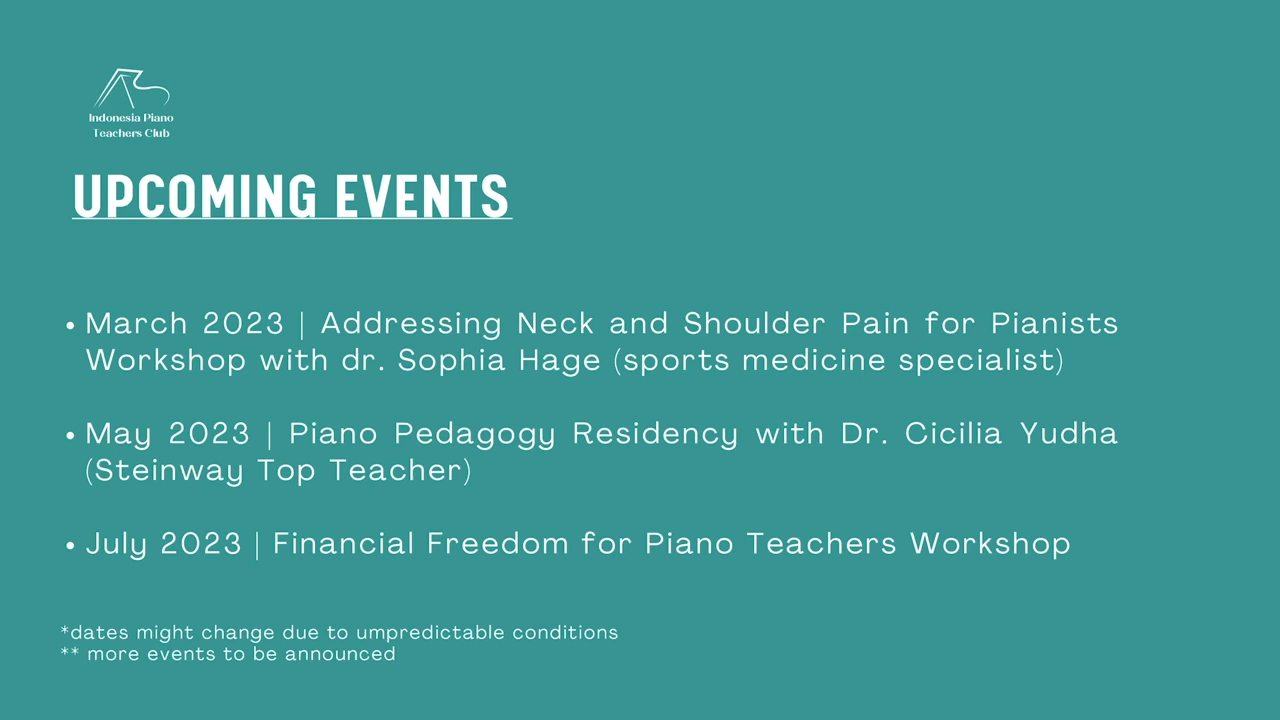 Indonesia Piano
Teachers Club
UPCOMING EVENTS
• March 2023 | Addressing Neck and Shoulder Pain for Pianists
Workshop with dr. Sophia Hage (sports medicine specialist)
• May 2023 | Piano Pedagogy Residency with Dr. Cicilia Yudha
(Steinway Top Teacher)
• July 2023 | Financial Freedom for Piano Teachers Workshop
*dates might change due to umpredictable conditions
** more events to be announced